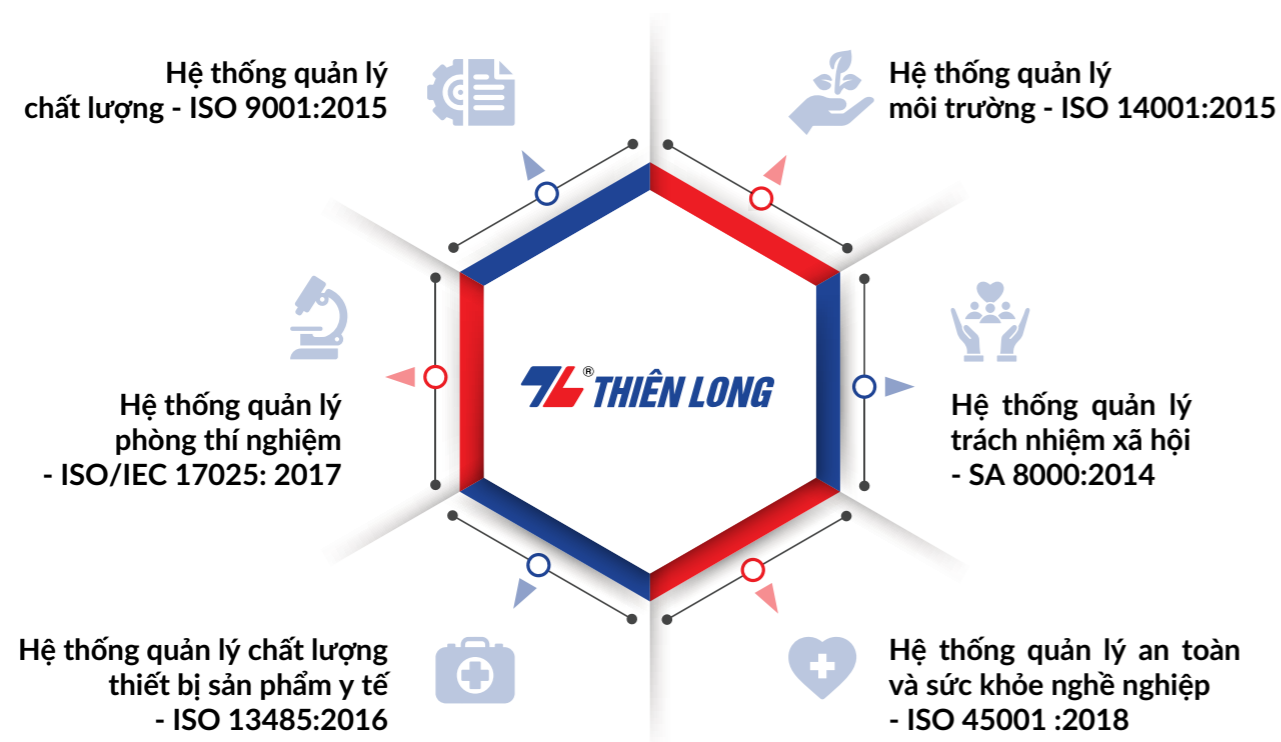 Hệ thống quản lý
chất lượng - ISO 9001:2015
Hệ thống quản lý
môi trường - ISO 14001:2015
Hệ thống quản lý
phòng thí nghiệm
- ISO/IEC 17025: 2017
® THIÊN LONG
Hệ thống quản lý
trách nhiệm xã hội
- SA 8000:2014
Hệ thống quản lý chất lượng
thiết bị sản phẩm y tế
- ISO 13485:2016
Hệ thống quản lý an toàn
và sức khỏe nghề nghiệp
- ISO 45001 :2018